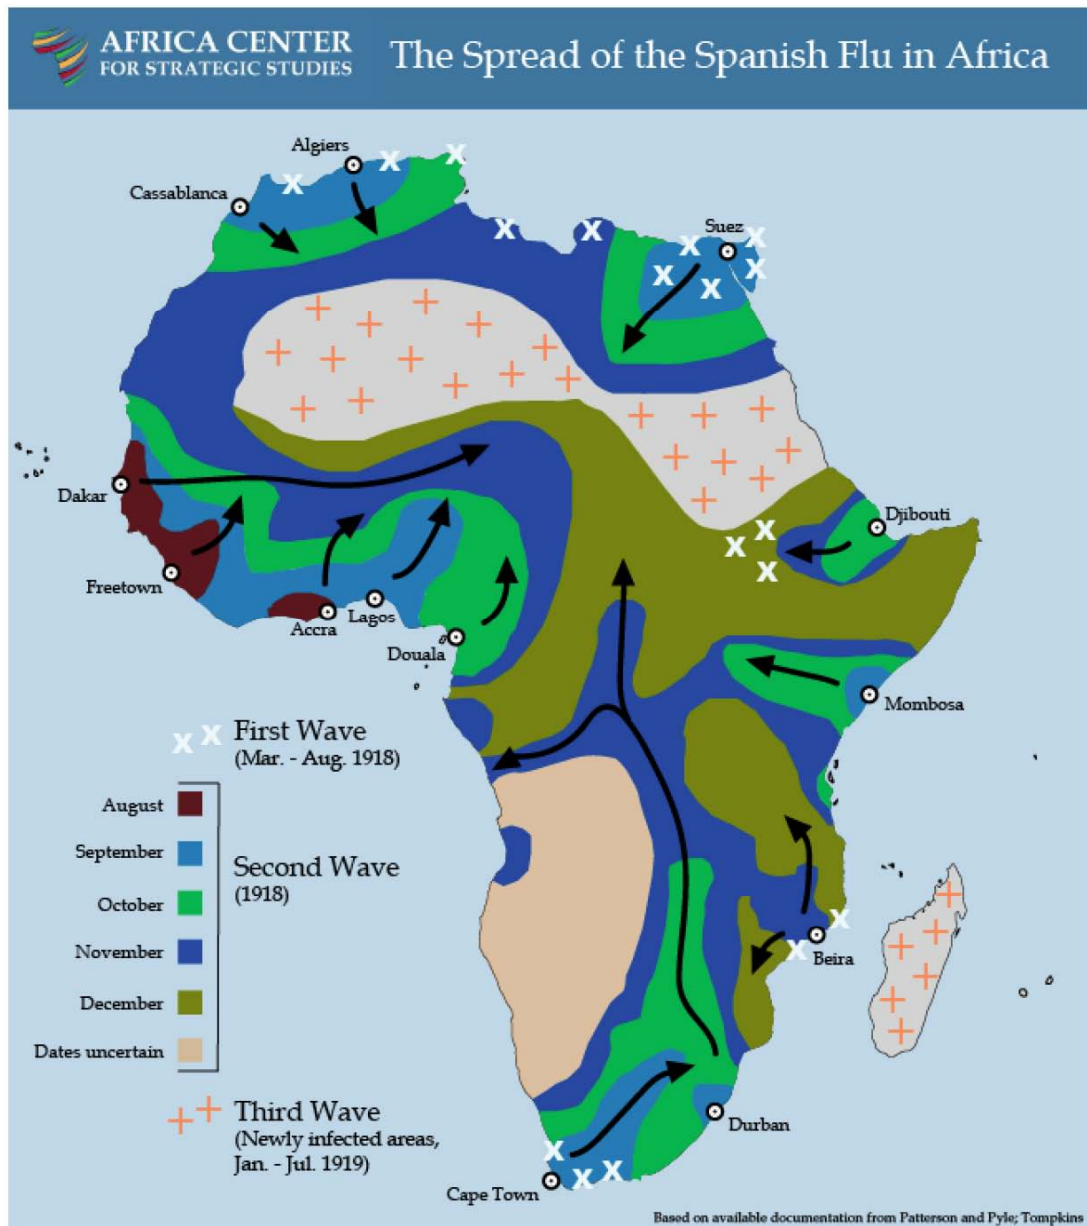 AFRICA CENTER
FOR STRATEGIC STUDIES
The Spread of the Spanish Flu in Africa
Algiers
Cassablanca
Suez
Dakar
Djibouti
Freetown
Accra
Lagos
Douala
Mombosa
Beira
Durban
Cape Town
x x First Wave
(Mar. - Aug. 1918)
August
September
October
November
December
Dates uncertain
Second Wave
(1918)
Third Wave
(Newly infected areas,
Jan. - Jul. 1919)
Based on available documentation from Patterson and Pyle; Tompkins